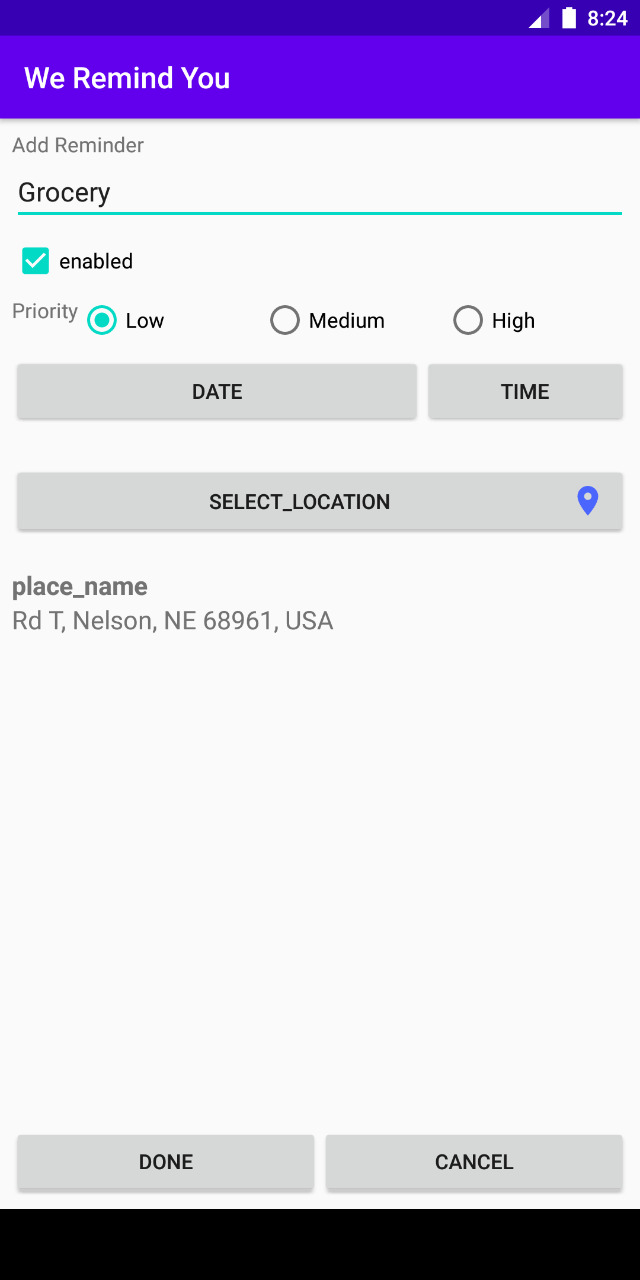 8:24
We Remind You
Add Reminder
Grocery
enabled
Priority Low Medium High
DATE TIME
SELECT_LOCATION
place_name
Rd T, Nelson, NE 68961, USA
DONE CANCEL